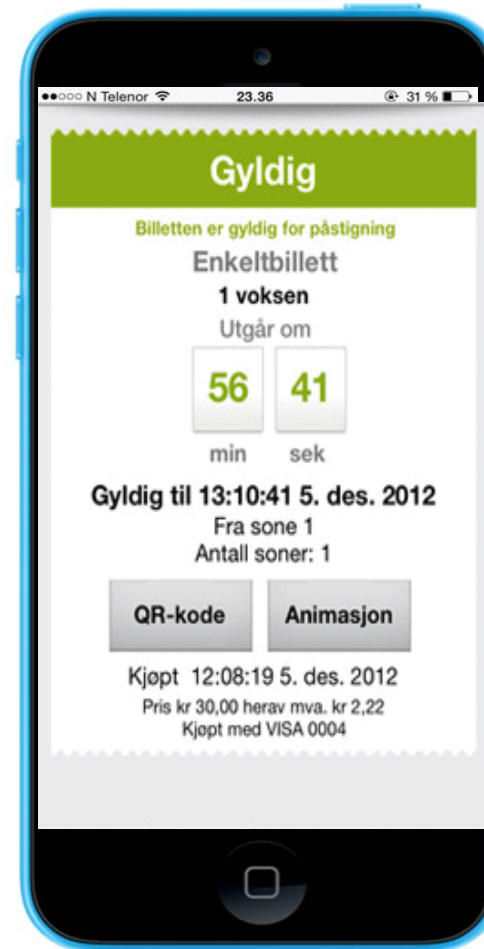 N Telenor 23.36 31 %
Gyldig
Billetten er gyldig for påstigning
Enkeltbillett
1 voksen
Utgår om
56 41
min sek
Gyldig til 13:10:41 5. des. 2012
Fra sone 1
Antall soner: 1
QR-kode Animasjon
Kjøpt 12:08:19 5. des. 2012
Pris kr 30,00 herav mva. kr 2,22
Kjøpt med VISA 0004